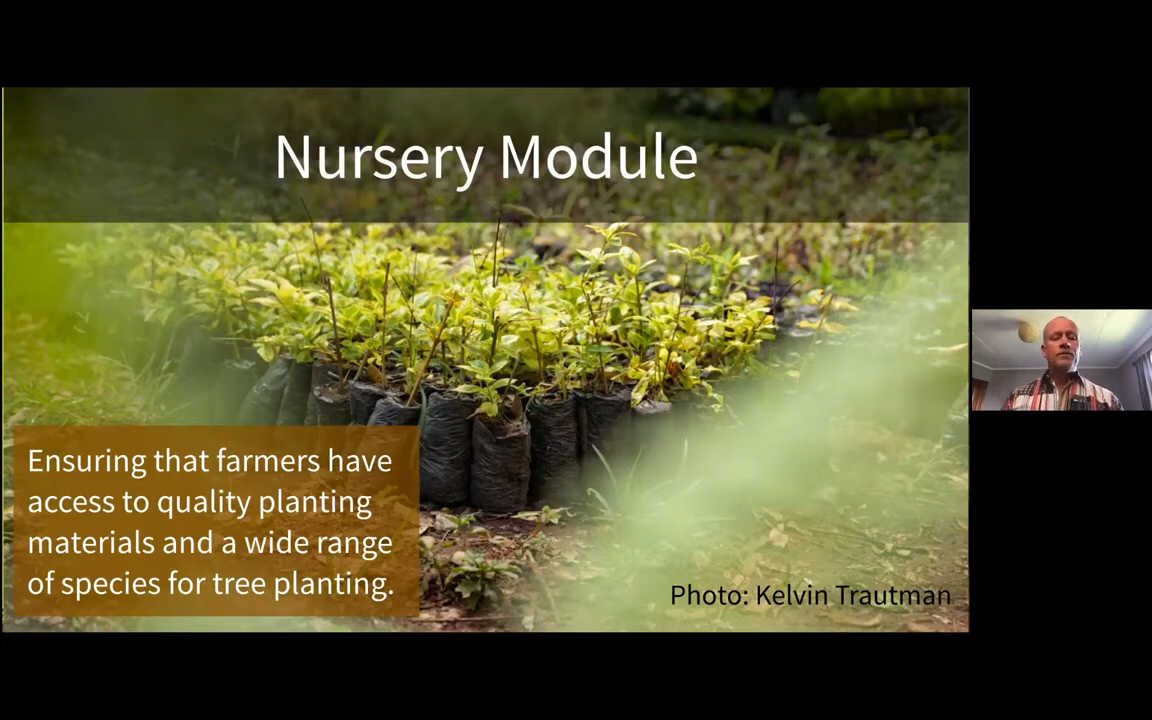 Nursery Module
Ensuring that farmers have
access to quality planting
materials and a wide range
of species for tree planting.
Photo: Kelvin Trautman